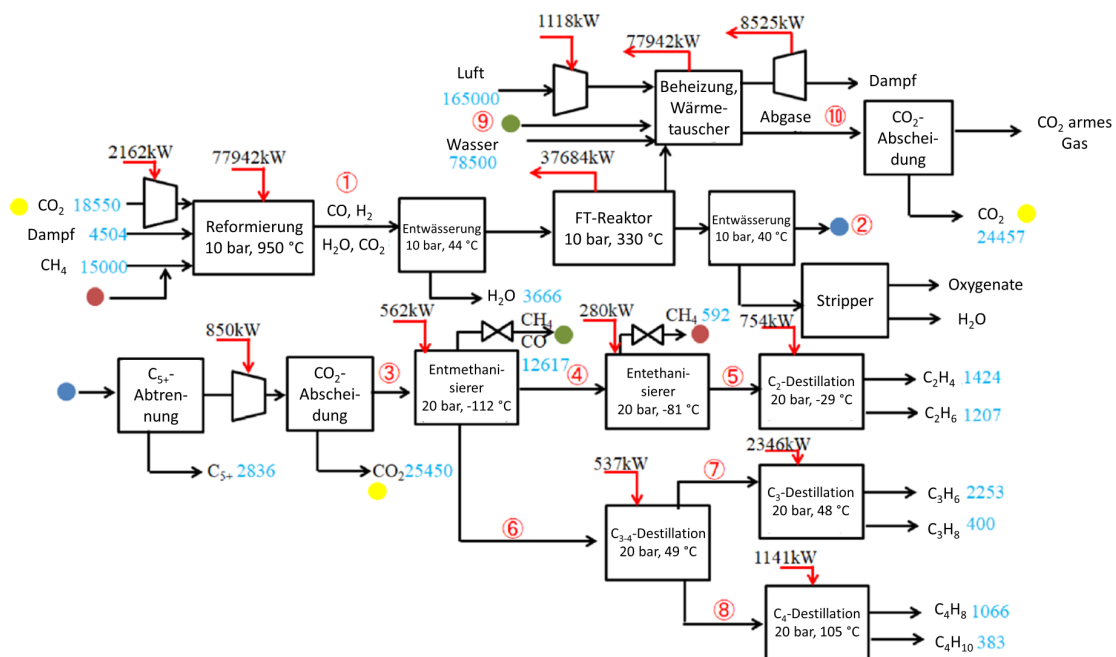 1118kW
77942kW
8525kW
Luft
165000
⑨
Wasser
78500
Beheizung,
Wärme-
tauscher
Dampf
Abgase
⑩
CO₂-
Abschei-
dung
CO₂ armes
Gas
CO₂
24457
2162kW
77942kW
37684kW
CO₂ 18550
Dampf 4504
CH₄ 15000
Reformierung
10 bar, 950 °C
①
CO, H₂
H₂O, CO₂
Entwässerung
10 bar, 44 °C
H₂O 3666
FT-Reaktor
10 bar, 330 °C
Entwässerung
10 bar, 40 °C
②
Stripper
Oxygenate
H₂O
C₅₊-
Abtren-
nung
C₅₊ 2836
850kW
CO₂-
Abschei-
dung
CO₂ 25450
③
562kW
Entmethani-
sierer
20 bar, -112 °C
CH₄
CO
12617
④
280kW
CH₄ 592
Entethani-
sierer
20 bar, -81 °C
⑤
754kW
C₂-Destillation
20 bar, -29 °C
C₂H₄ 1424
C₂H₆ 1207
⑥
537kW
C₃₋₄-Destillation
20 bar, 49 °C
⑦
2346kW
C₃-Destillation
20 bar, 48 °C
C₃H₆ 2253
C₃H₈ 400
⑧
1141kW
C₄-Destillation
20 bar, 105 °C
C₄H₈ 1066
C₄H₁₀ 383